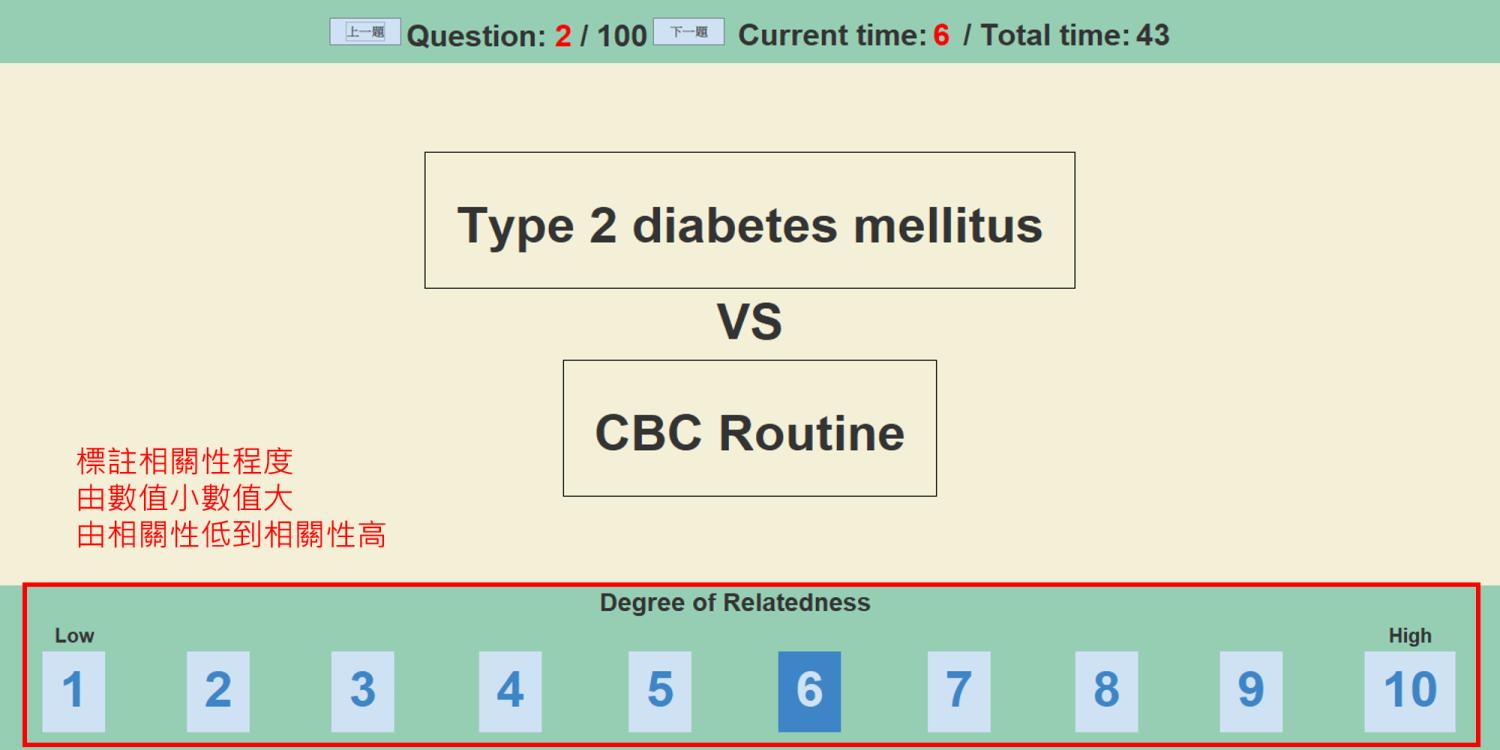 上一題 Question: 2 / 100 下一題 Current time: 6 / Total time: 43
Type 2 diabetes mellitus
VS
CBC Routine
標註相關性程度
由數值小數值大
由相關性低到相關性高
Degree of Relatedness
Low High
1 2 3 4 5 6 7 8 9 10